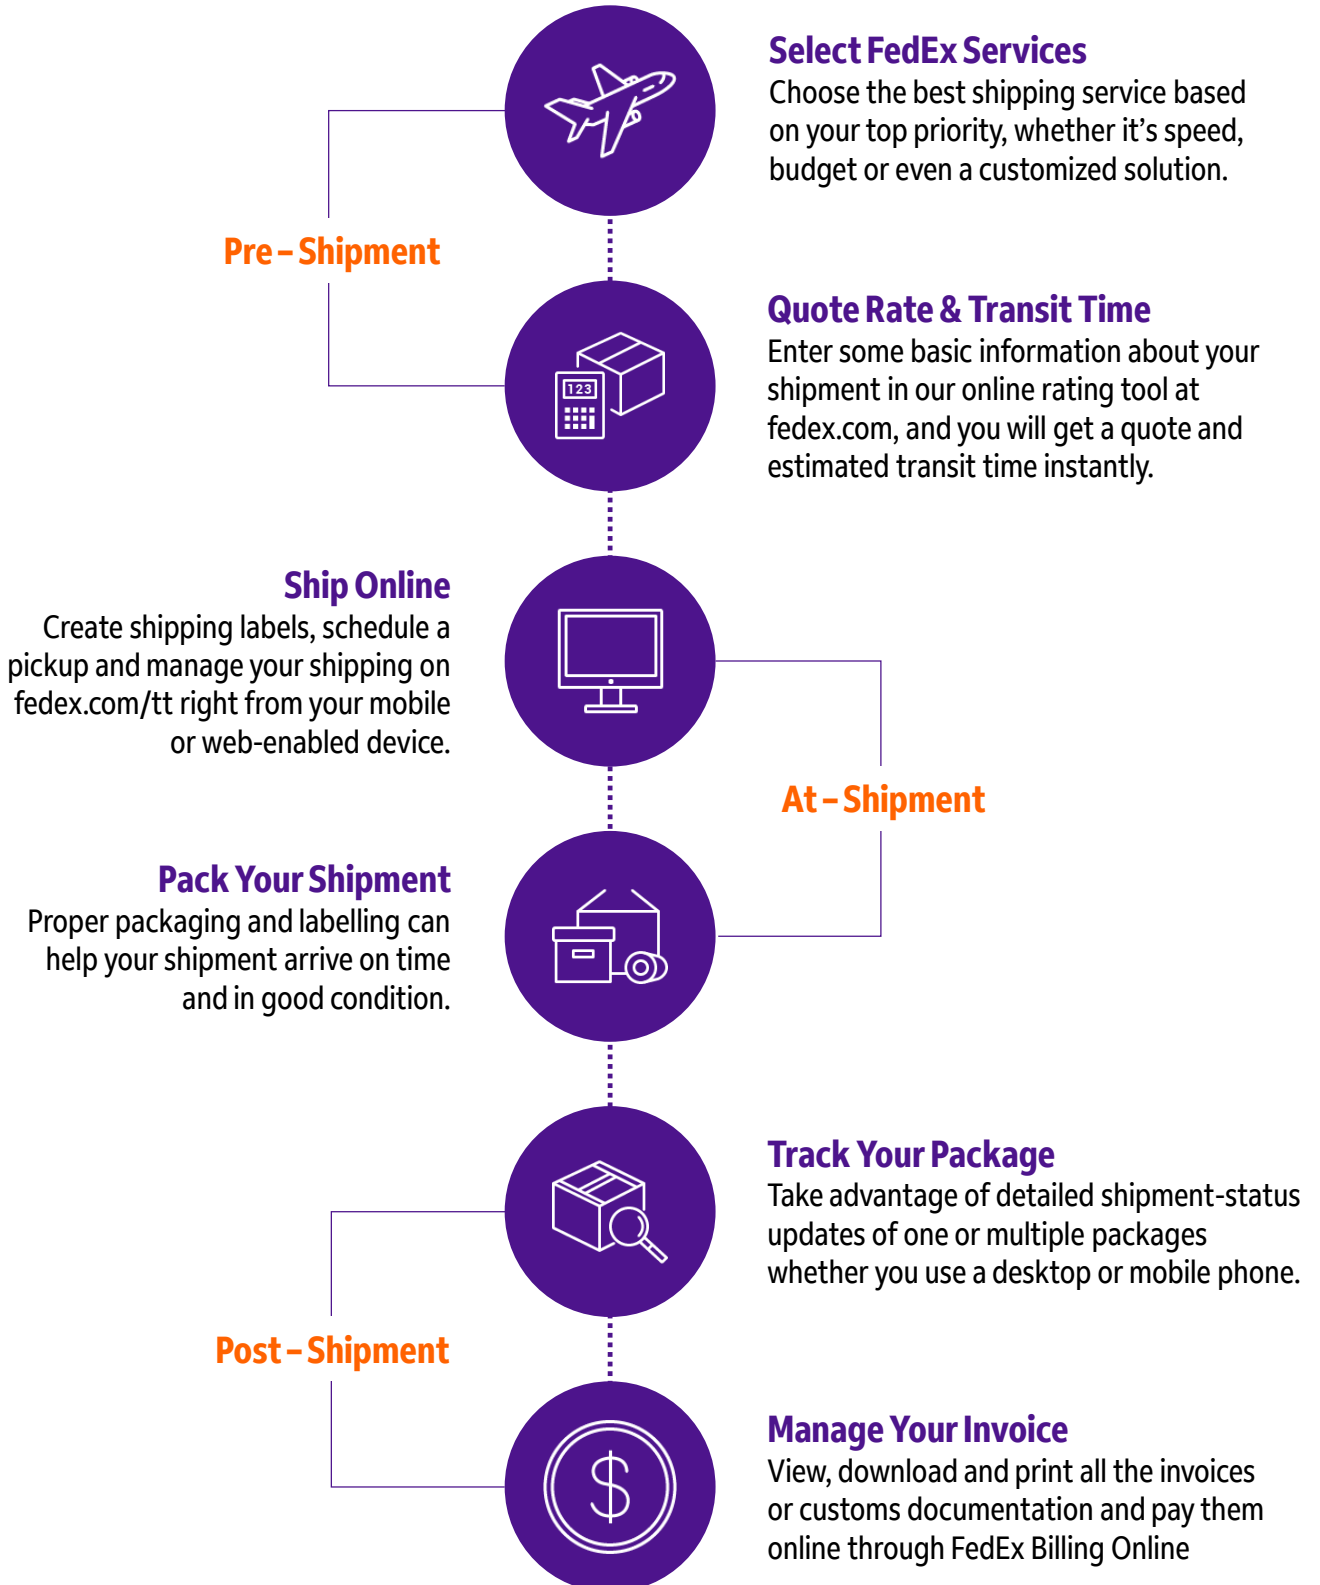 Select FedEx Services
Choose the best shipping service based
on your top priority, whether it’s speed,
budget or even a customized solution.
Pre – Shipment
Quote Rate & Transit Time
Enter some basic information about your
shipment in our online rating tool at
fedex.com, and you will get a quote and
estimated transit time instantly.
123
Ship Online
Create shipping labels, schedule a
pickup and manage your shipping on
fedex.com/tt right from your mobile
or web-enabled device.
At – Shipment
Pack Your Shipment
Proper packaging and labelling can
help your shipment arrive on time
and in good condition.
Track Your Package
Take advantage of detailed shipment-status
updates of one or multiple packages
whether you use a desktop or mobile phone.
Post – Shipment
$
Manage Your Invoice
View, download and print all the invoices
or customs documentation and pay them
online through FedEx Billing Online